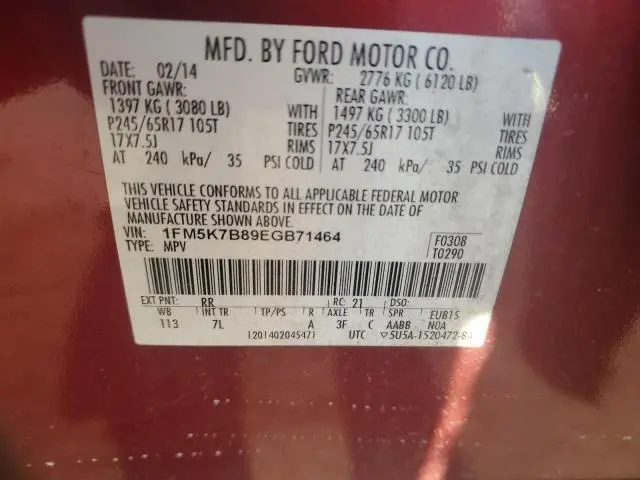 MFD. BY FORD MOTOR CO.
DATE: 02/14 GVWR: 2776 KG ( 6120 LB)
FRONT GAWR: REAR GAWR:
1397 KG ( 3080 LB) WITH 1497 KG ( 3300 LB) WITH
P245/65R17 105T TIRES P245/65R17 105T TIRES
17X7.5J RIMS 17X7.5J RIMS
AT 240 kPa/ 35 PSI COLD AT 240 kPa/ 35 PSI COLD
THIS VEHICLE CONFORMS TO ALL APPLICABLE FEDERAL MOTOR
VEHICLE SAFETY STANDARDS IN EFFECT ON THE DATE OF
MANUFACTURE SHOWN ABOVE.
VIN: 1FM5K7B89EGB71464 F0308
TYPE: MPV T0290
EXT PNT: RR RC: 21 DSO:
WB INT TR TP/PS R AXLE TR SPR EUB1S
113 7L A 3F C AABB N0A
UTC ▽5U5A-1520472-BA